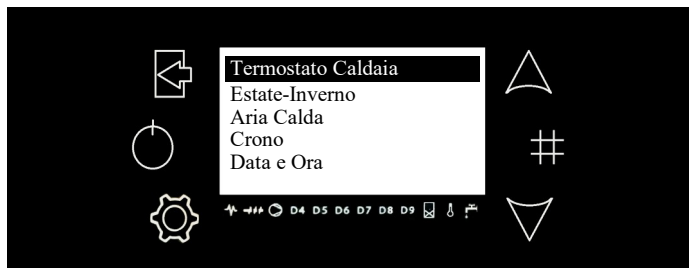 Termostato Caldaia
Estate-Inverno
Aria Calda
Crono
Data e Ora
D4 D5 D6 D7 D8 D9